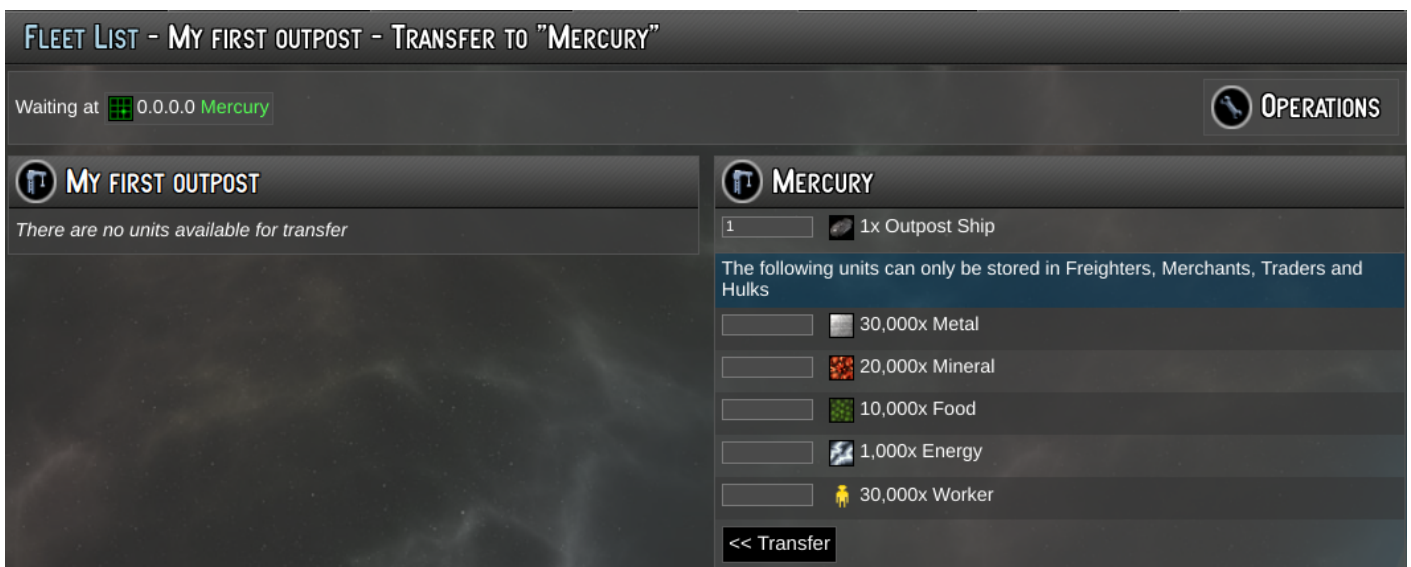 Fleet List - My first outpost - Transfer to "Mercury"
Waiting at 0.0.0.0 Mercury
Operations
My first outpost
There are no units available for transfer
Mercury
1 1x Outpost Ship
The following units can only be stored in Freighters, Merchants, Traders and
Hulks
30,000x Metal
20,000x Mineral
10,000x Food
1,000x Energy
30,000x Worker
<< Transfer